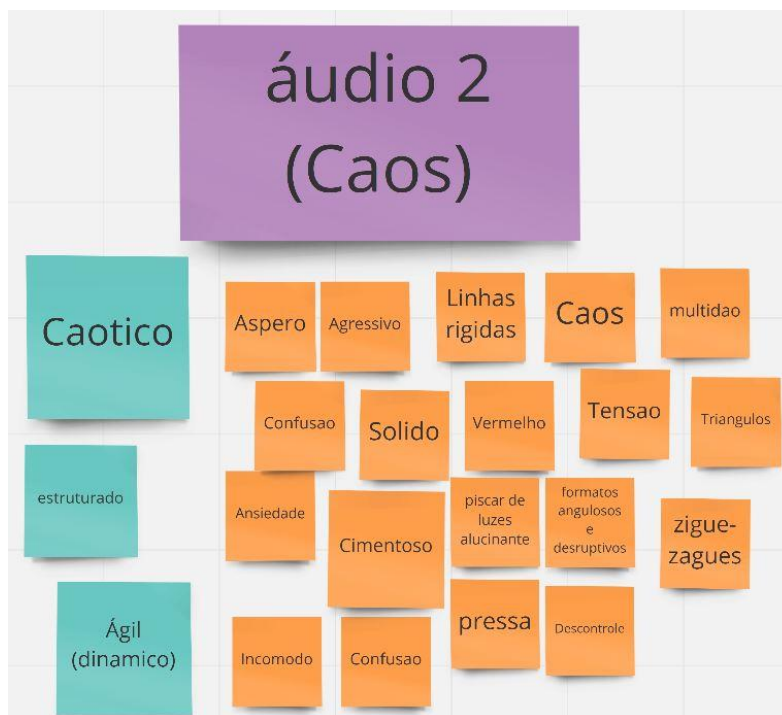 áudio 2
(Caos)
Caotico
Aspero
Agressivo
Linhas
rigidas
Caos
multidao
Confusao
Solido
Vermelho
Tensao
Triangulos
estruturado
Ansiedade
Cimentoso
piscar de
luzes
alucinante
formatos
angulosos
e
desruptivos
zigue-
zagues
Ágil
(dinamico)
Incomodo
Confusao
pressa
Descontrole